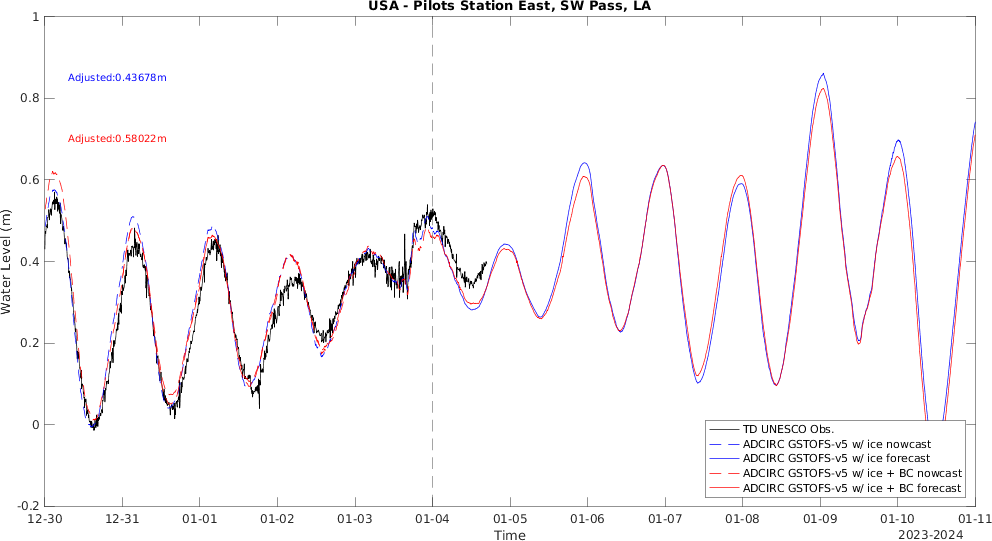 USA - Pilots Station East, SW Pass, LA
Adjusted:0.43678m
Adjusted:0.58022m
Water Level (m)
1
0.8
0.6
0.4
0.2
0
-0.2
TD UNESCO Obs.
ADCIRC GSTOFS-v5 w/ ice nowcast
ADCIRC GSTOFS-v5 w/ ice forecast
ADCIRC GSTOFS-v5 w/ ice + BC nowcast
ADCIRC GSTOFS-v5 w/ ice + BC forecast
12-30 12-31 01-01 01-02 01-03 01-04 01-05 01-06 01-07 01-08 01-09 01-10 01-11
Time
2023-2024